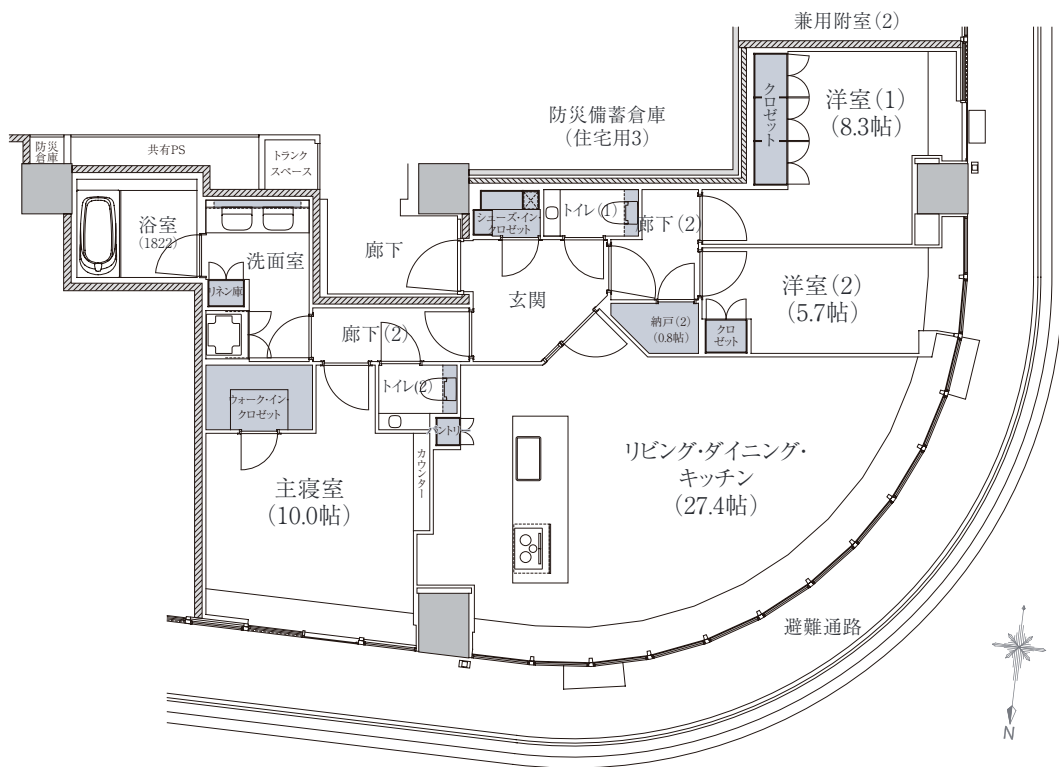 兼用附室(2)
クロゼット
洋室(1)
(8.3帖)
防災備蓄倉庫
(住宅用3)
防災
倉庫
共有PS
トランク
スペース
浴室
(1822)
洗面室
リネン庫
廊下
シューズ・イン・
クロゼット
トイレ(1)
廊下(2)
玄関
洋室(2)
(5.7帖)
納戸(2)
(0.8帖)
クロ
ゼット
廊下(2)
トイレ(2)
ウォーク・イン・
クロゼット
パントリー
カウンター
主寝室
(10.0帖)
リビング・ダイニング・
キッチン
(27.4帖)
避難通路
N